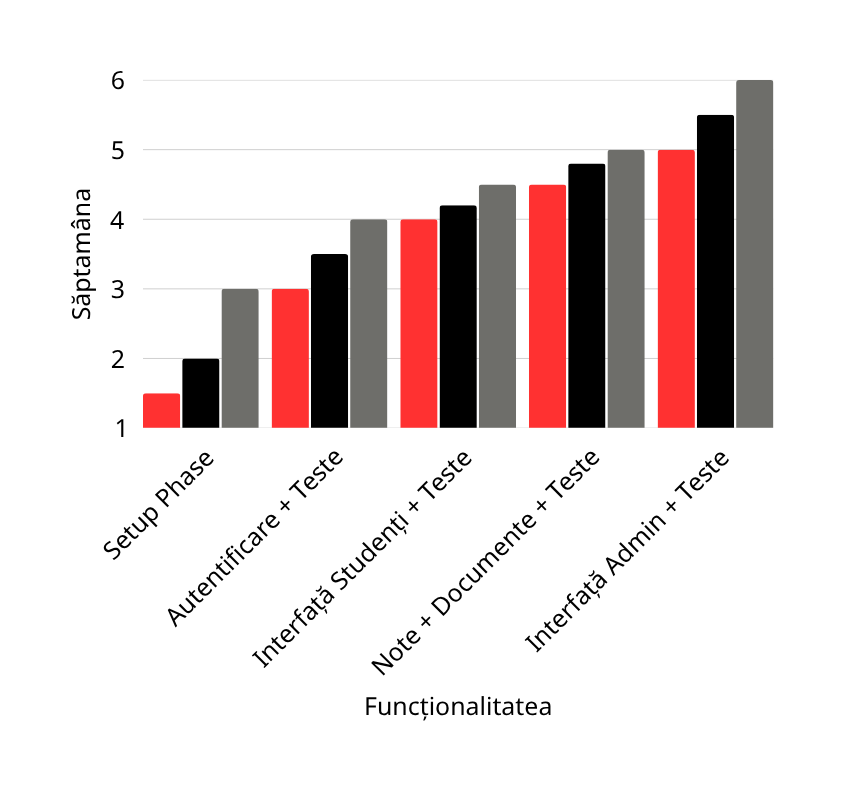 6
5
4
3
2
1
Săptamâna
Setup Phase
Autentificare + Teste
Interfață Studenți + Teste
Note + Documente + Teste
Interfață Admin + Teste
Funcționalitatea